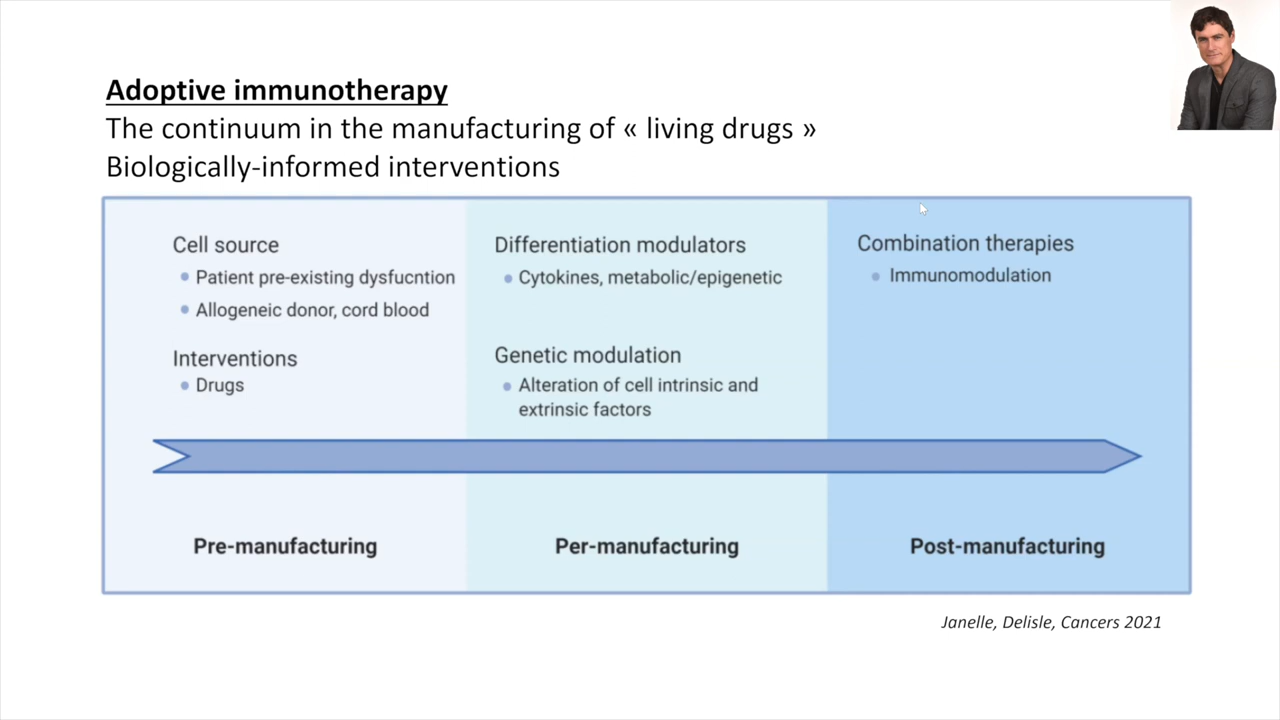 Adoptive immunotherapy
The continuum in the manufacturing of « living drugs »
Biologically-informed interventions
Cell source
Patient pre-existing dysfucntion
Allogeneic donor, cord blood
Interventions
Drugs
Differentiation modulators
Cytokines, metabolic/epigenetic
Genetic modulation
Alteration of cell intrinsic and
extrinsic factors
Combination therapies
Immunomodulation
Pre-manufacturing
Per-manufacturing
Post-manufacturing
Janelle, Delisle, Cancers 2021